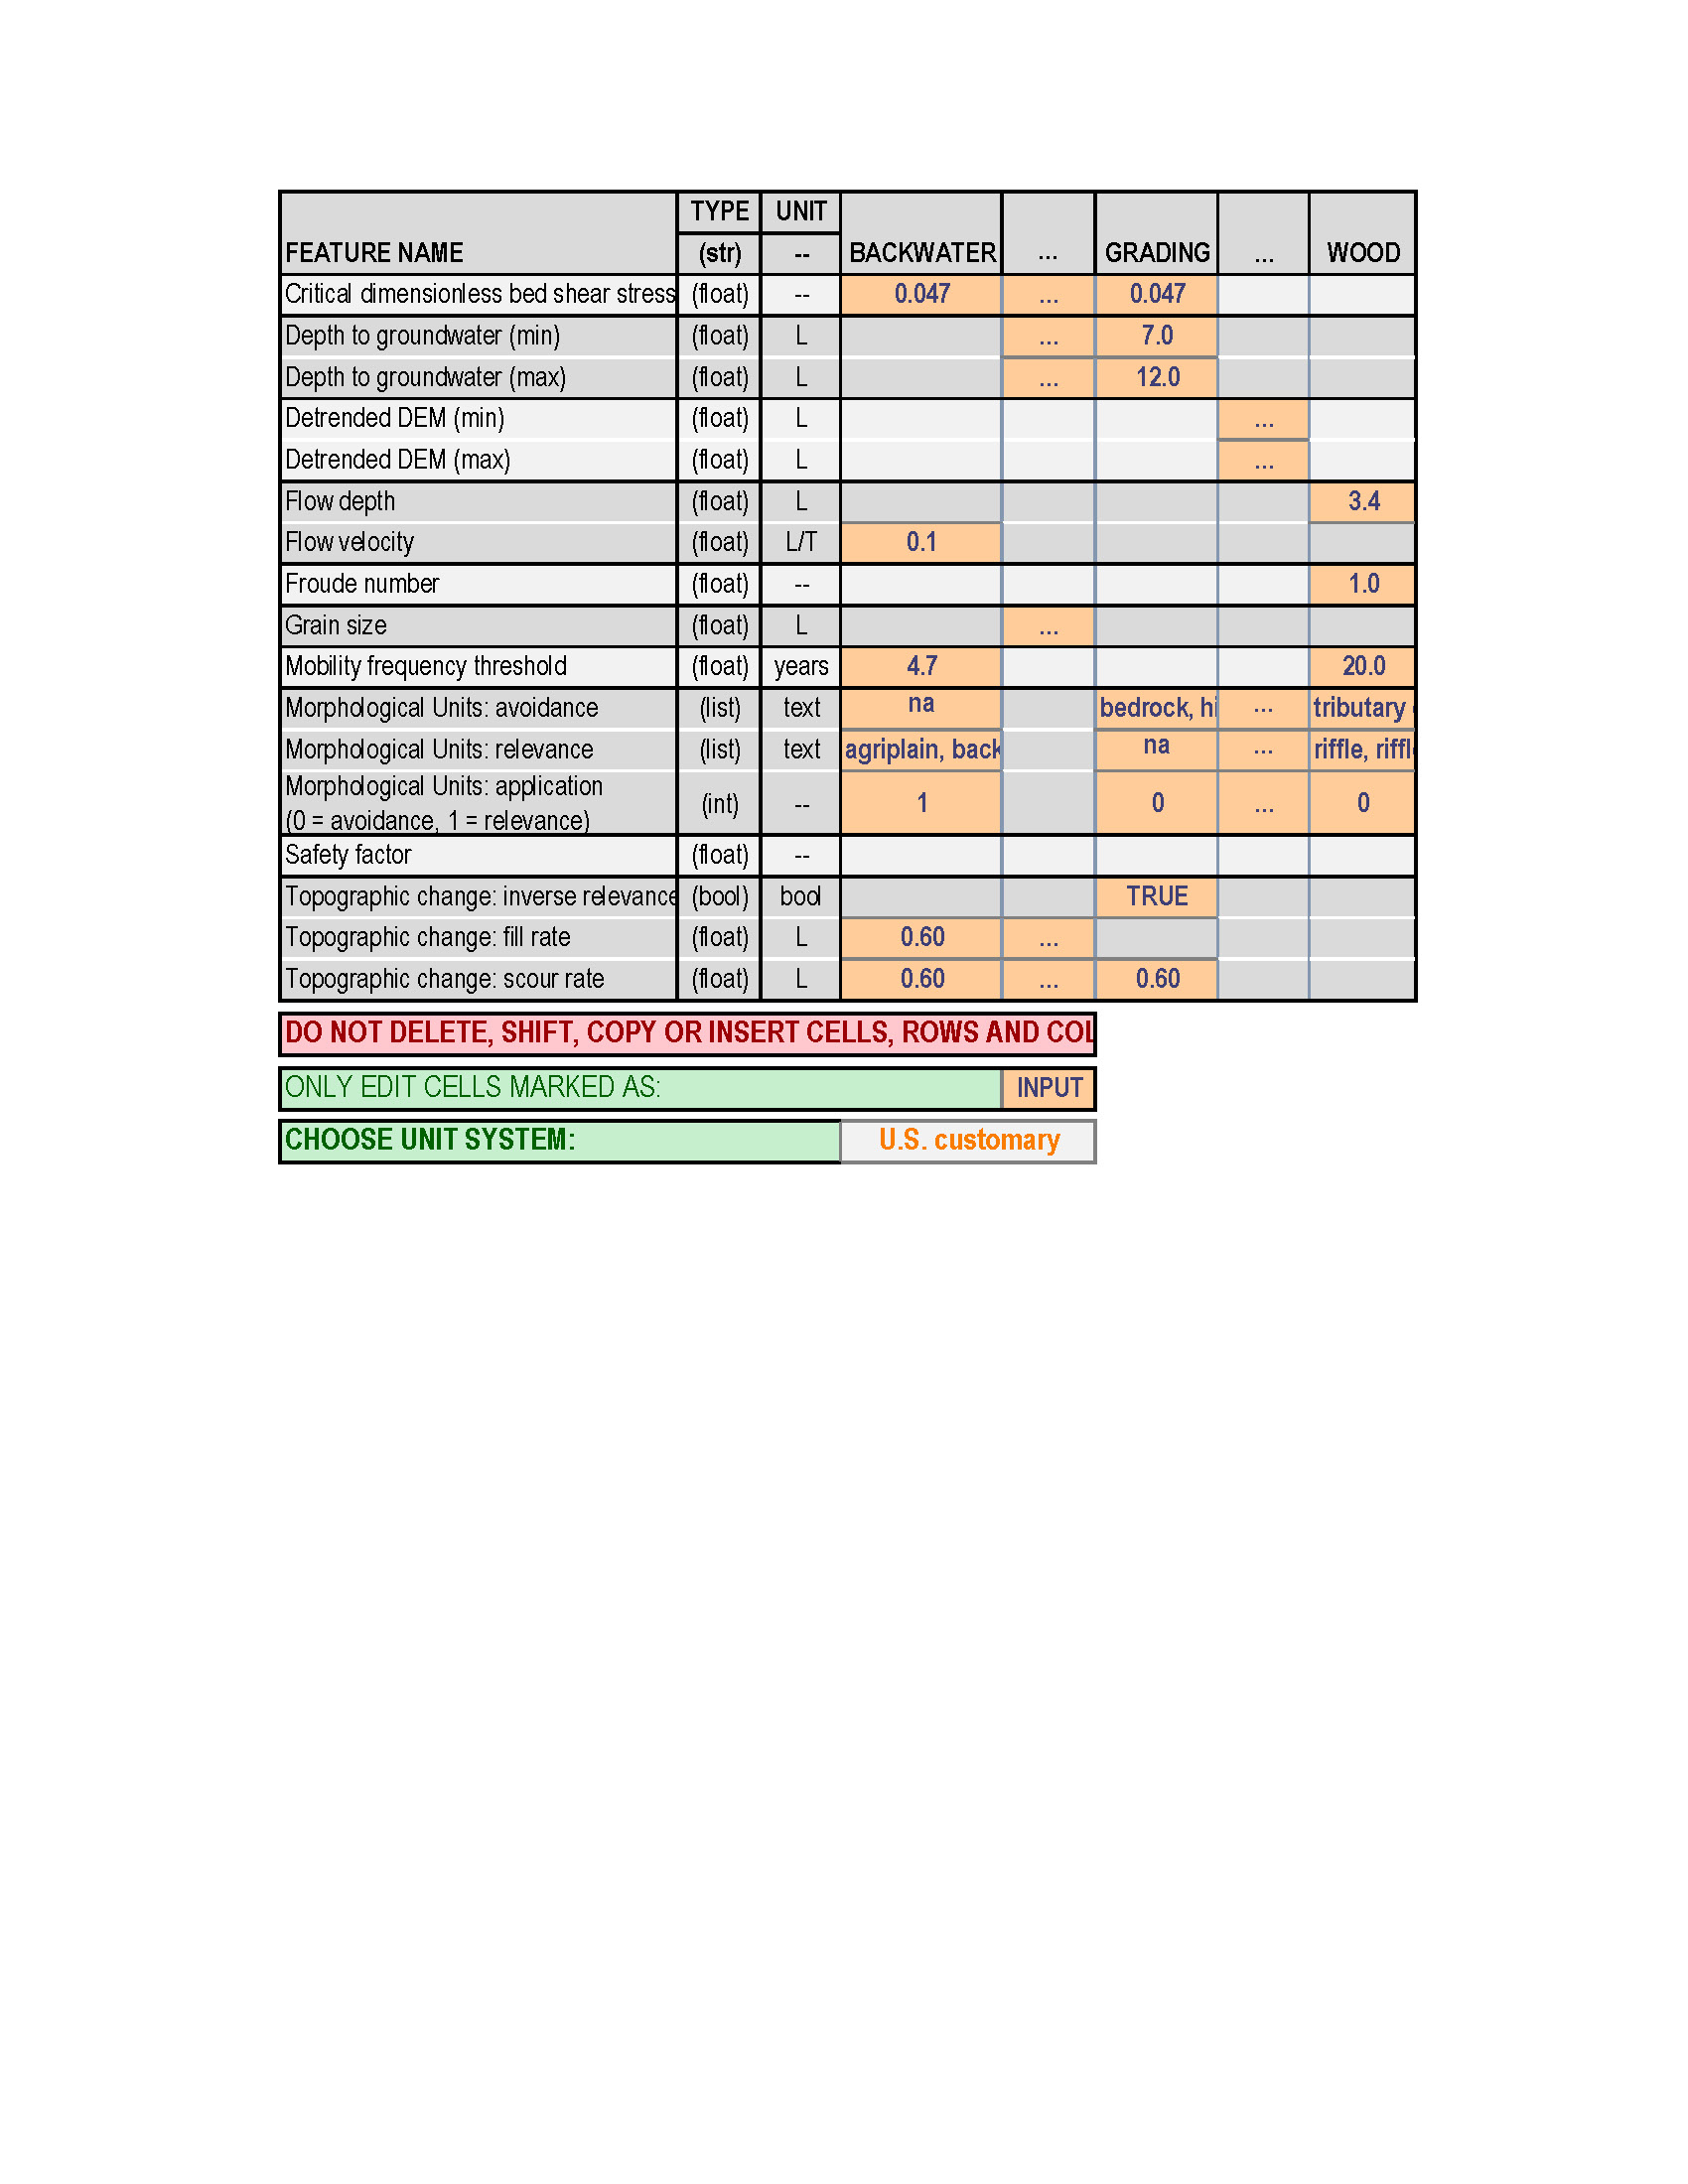 TYPE UNIT
FEATURE NAME (str) -- BACKWATER ... GRADING ... WOOD
Critical dimensionless bed shear stress (float) -- 0.047 ... 0.047
Depth to groundwater (min) (float) L ... 7.0
Depth to groundwater (max) (float) L ... 12.0
Detrended DEM (min) (float) L ...
Detrended DEM (max) (float) L ...
Flow depth (float) L 3.4
Flow velocity (float) L/T 0.1
Froude number (float) -- 1.0
Grain size (float) L ...
Mobility frequency threshold (float) years 4.7 20.0
Morphological Units: avoidance (list) text na bedrock, hi ... tributary
Morphological Units: relevance (list) text agriplain, back na ... riffle, riffl
Morphological Units: application
(0 = avoidance, 1 = relevance) (int) -- 1 0 ... 0
Safety factor (float) --
Topographic change: inverse relevance (bool) bool TRUE
Topographic change: fill rate (float) L 0.60 ...
Topographic change: scour rate (float) L 0.60 ... 0.60
DO NOT DELETE, SHIFT, COPY OR INSERT CELLS, ROWS AND COL
ONLY EDIT CELLS MARKED AS: INPUT
CHOOSE UNIT SYSTEM: U.S. customary